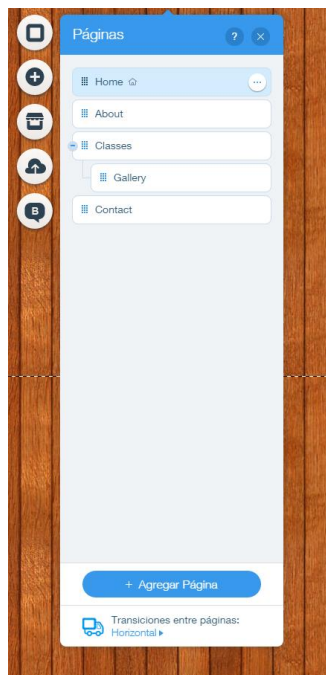 Páginas
?
Home
About
Classes
Gallery
Contact
B
+ Agregar Página
Transiciones entre páginas:
Horizontal